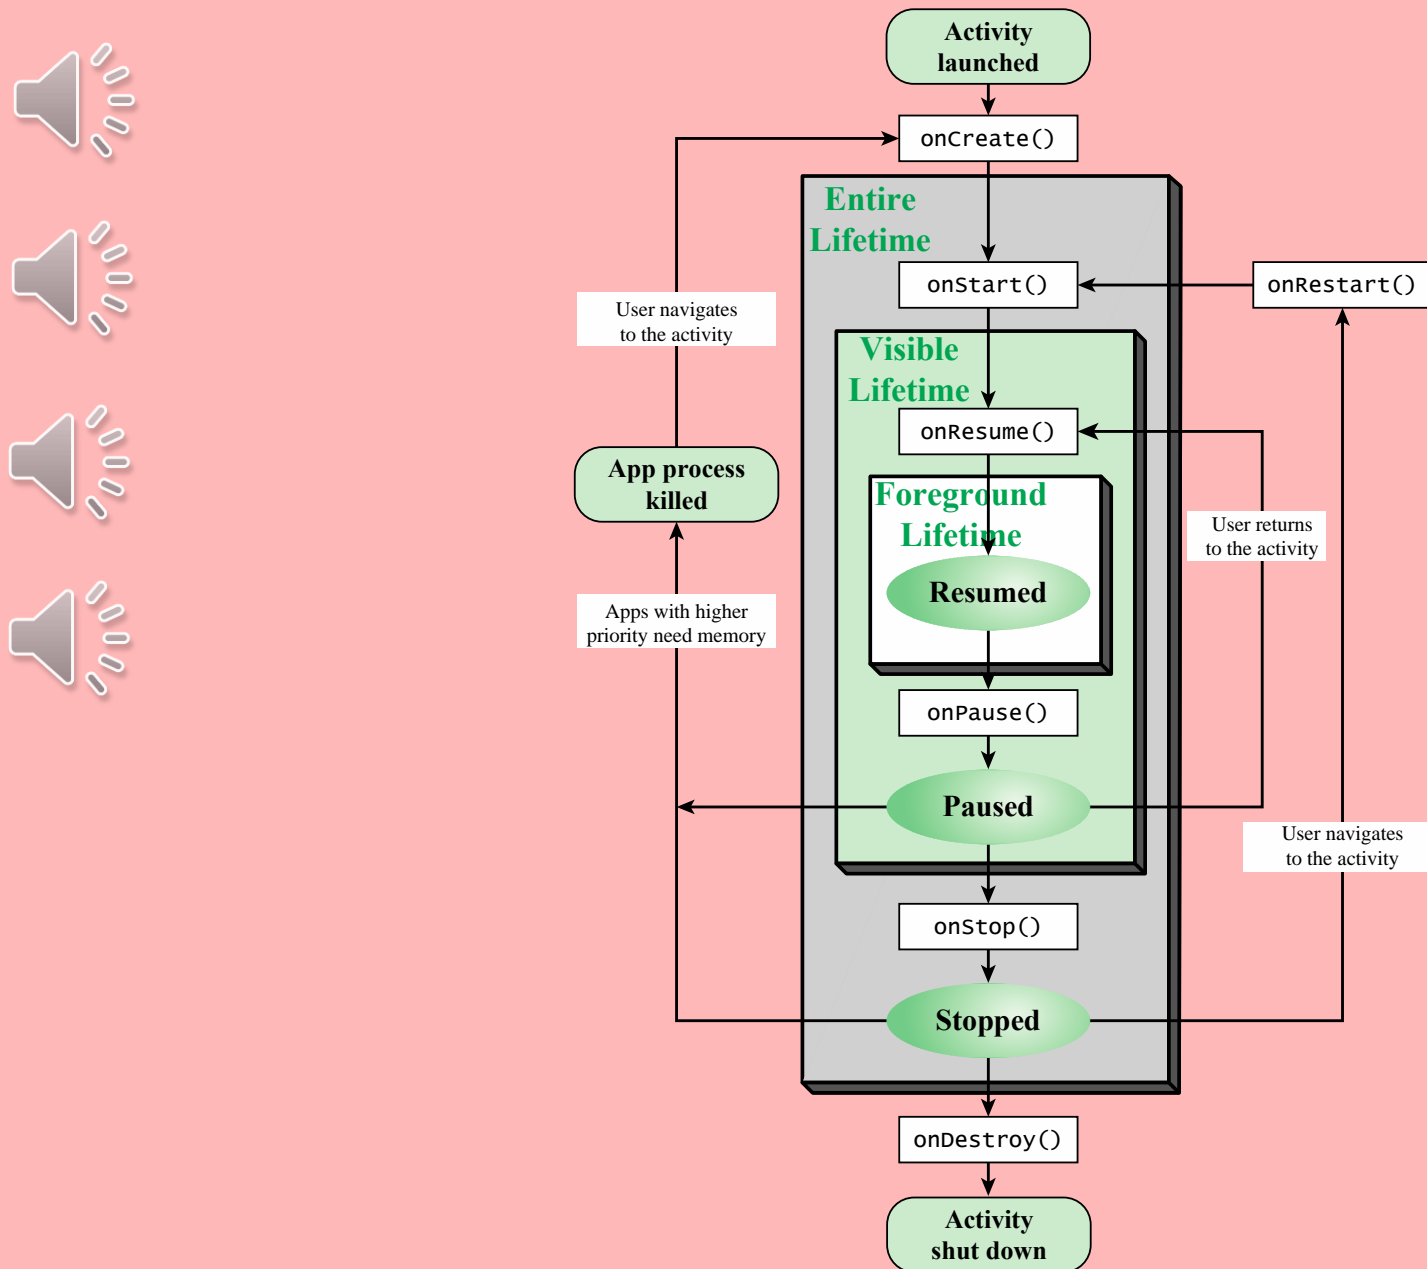 Activity
launched
onCreate()
Entire
Lifetime
onStart()
onRestart()
User navigates
to the activity
Visible
Lifetime
onResume()
App process
killed
Foreground
Lifetime
User returns
to the activity
Resumed
Apps with higher
priority need memory
onPause()
Paused
User navigates
to the activity
onStop()
Stopped
onDestroy()
Activity
shut down